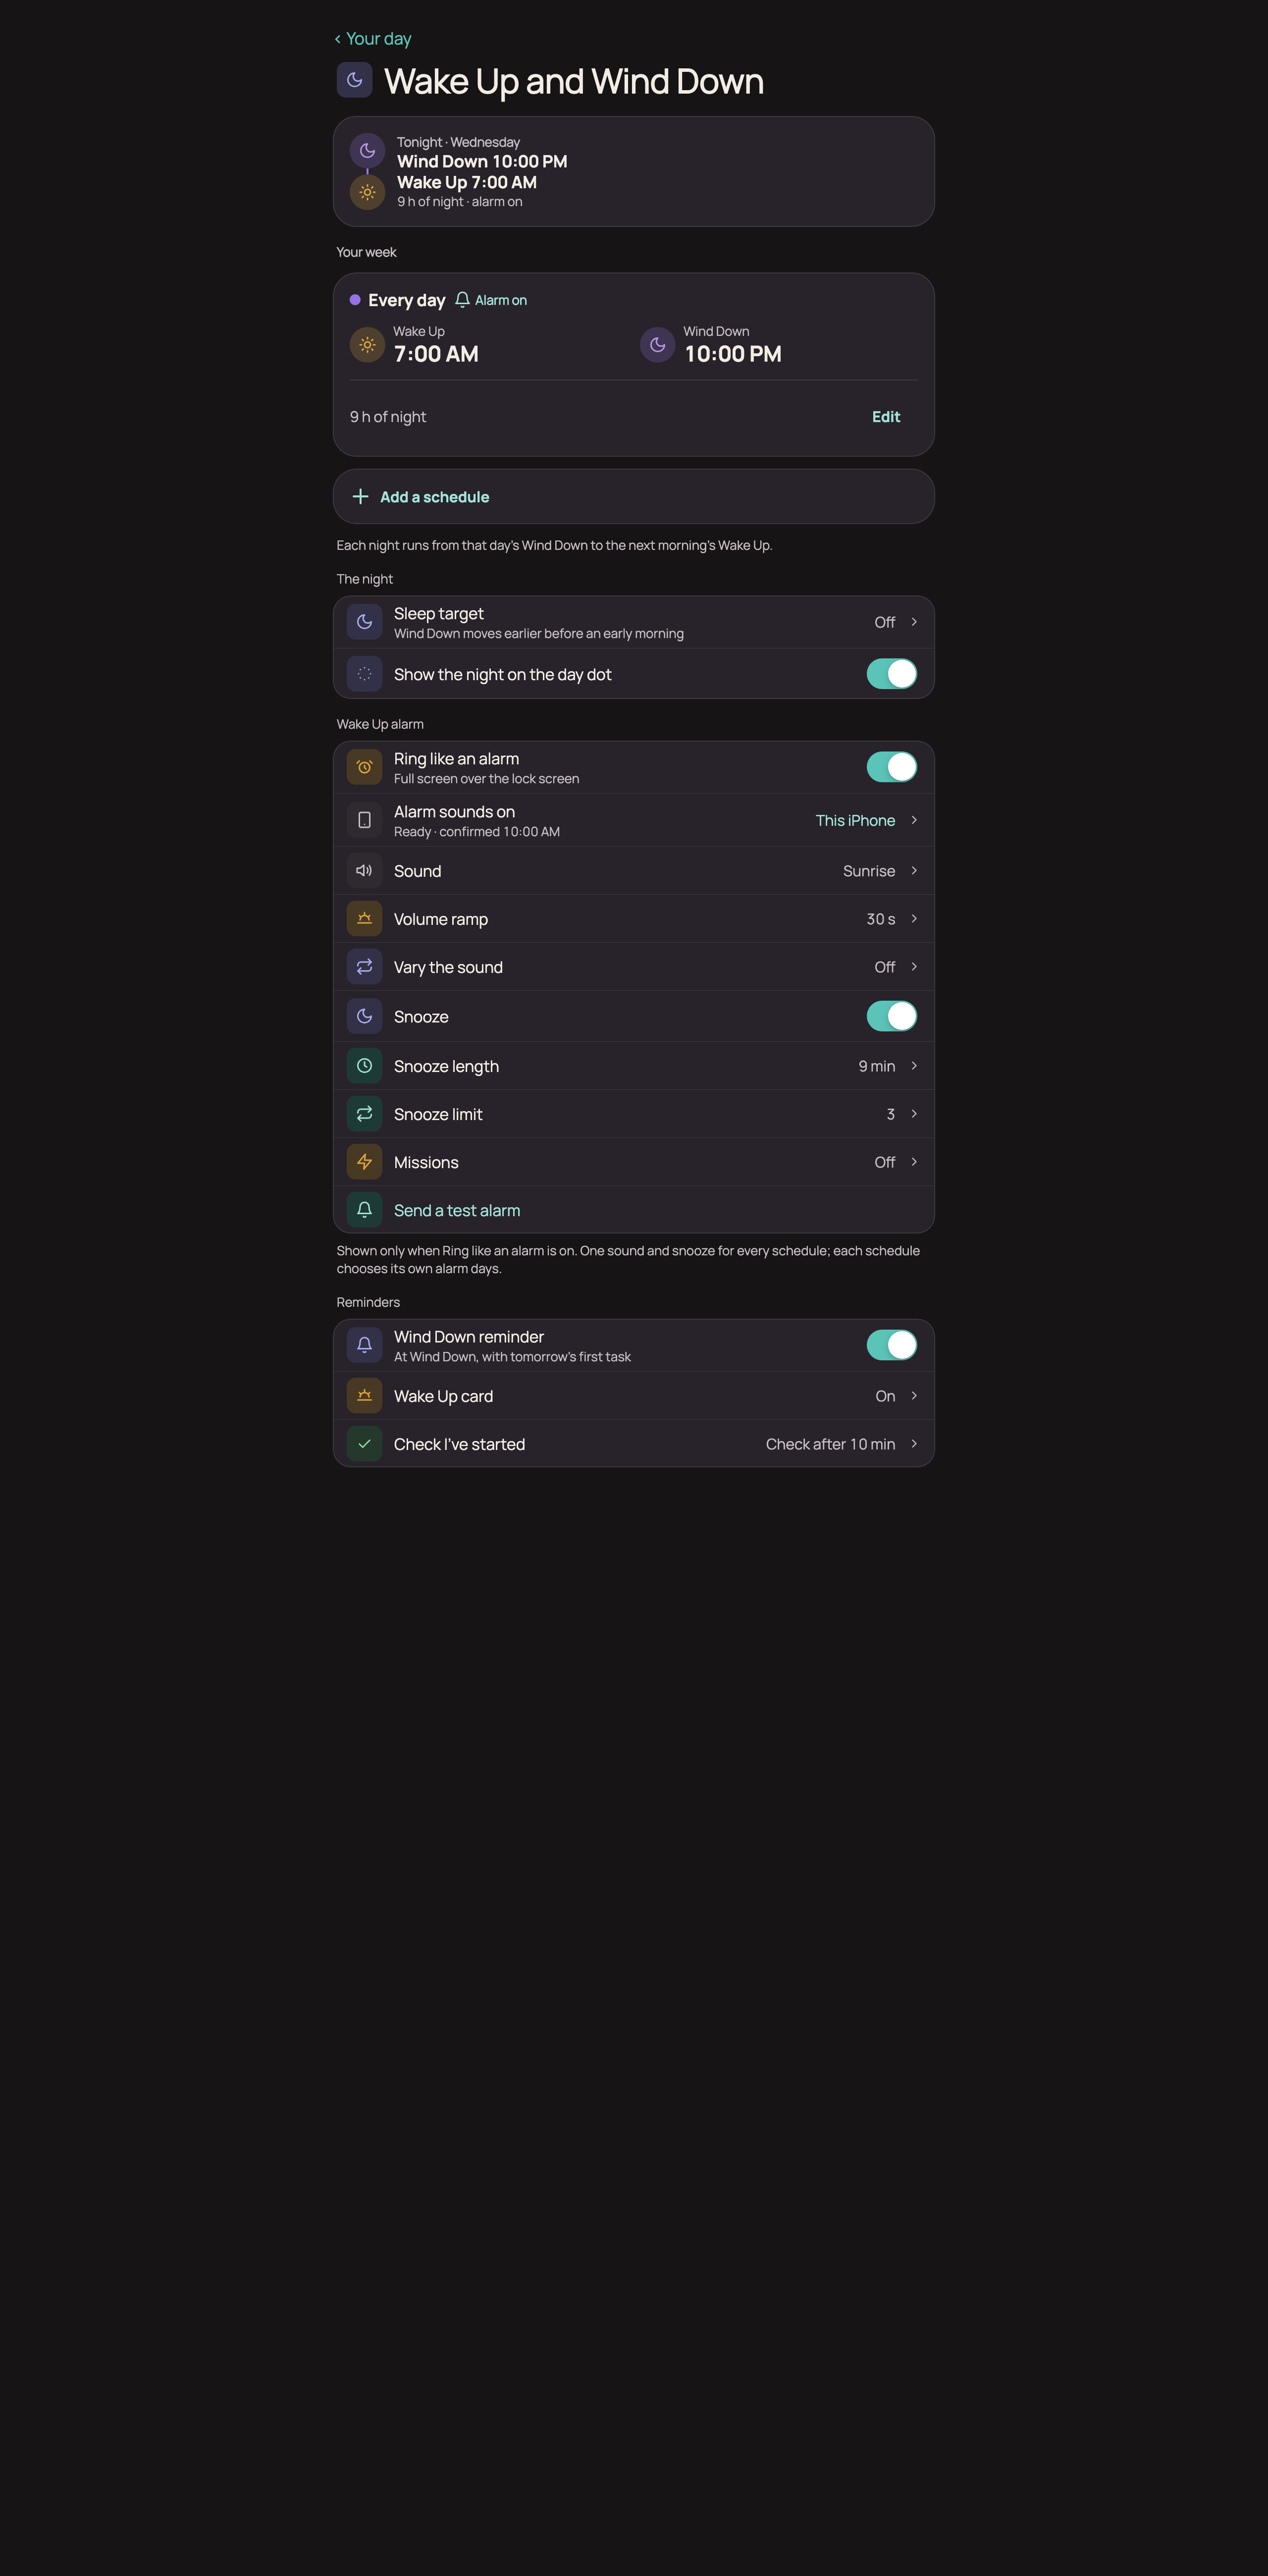 Your day
Wake Up and Wind Down
Tonight · Wednesday
Wind Down 10:00 PM
Wake Up 7:00 AM
9 h of night · alarm on
Your week
Every day Alarm on
Wake Up
7:00 AM
Wind Down
10:00 PM
9 h of night Edit
Add a schedule
Each night runs from that day's Wind Down to the next morning's Wake Up.
The night
Sleep target Off
Wind Down moves earlier before an early morning
Show the night on the day dot
Wake Up alarm
Ring like an alarm
Full screen over the lock screen
Alarm sounds on This iPhone
Ready · confirmed 10:00 AM
Sound Sunrise
Volume ramp 30 s
Vary the sound Off
Snooze
Snooze length 9 min
Snooze limit 3
Missions Off
Send a test alarm
Shown only when Ring like an alarm is on. One sound and snooze for every schedule; each schedule
chooses its own alarm days.
Reminders
Wind Down reminder
At Wind Down, with tomorrow's first task
Wake Up card On
Check I've started Check after 10 min